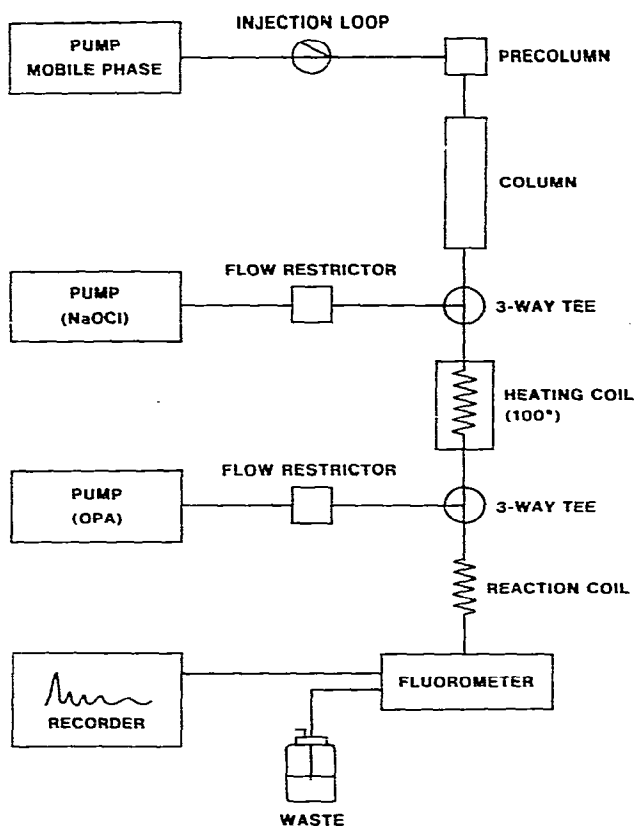 INJECTION LOOP
PUMP
MOBILE PHASE
PRECOLUMN
COLUMN
FLOW RESTRICTOR
PUMP
(NaOCl)
3-WAY TEE
HEATING COIL
(100°)
FLOW RESTRICTOR
PUMP
(OPA)
3-WAY TEE
REACTION COIL
FLUOROMETER
RECORDER
WASTE